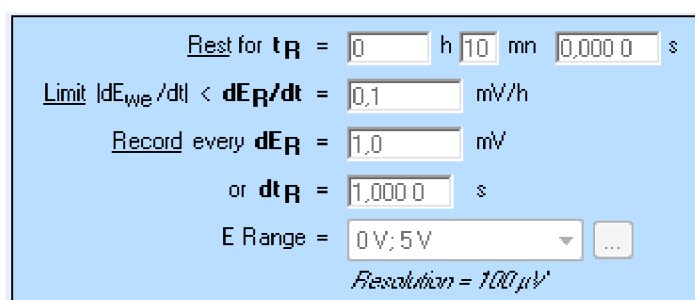 Rest for tR = 0 h 10 mn 0,000 0 s
Limit |dEwe/dt| < dER/dt = 0,1 mV/h
Record every dER = 1,0 mV
or dtR = 1,000 0 s
E Range = 0 V; 5 V ...
Resolution = 100 µV